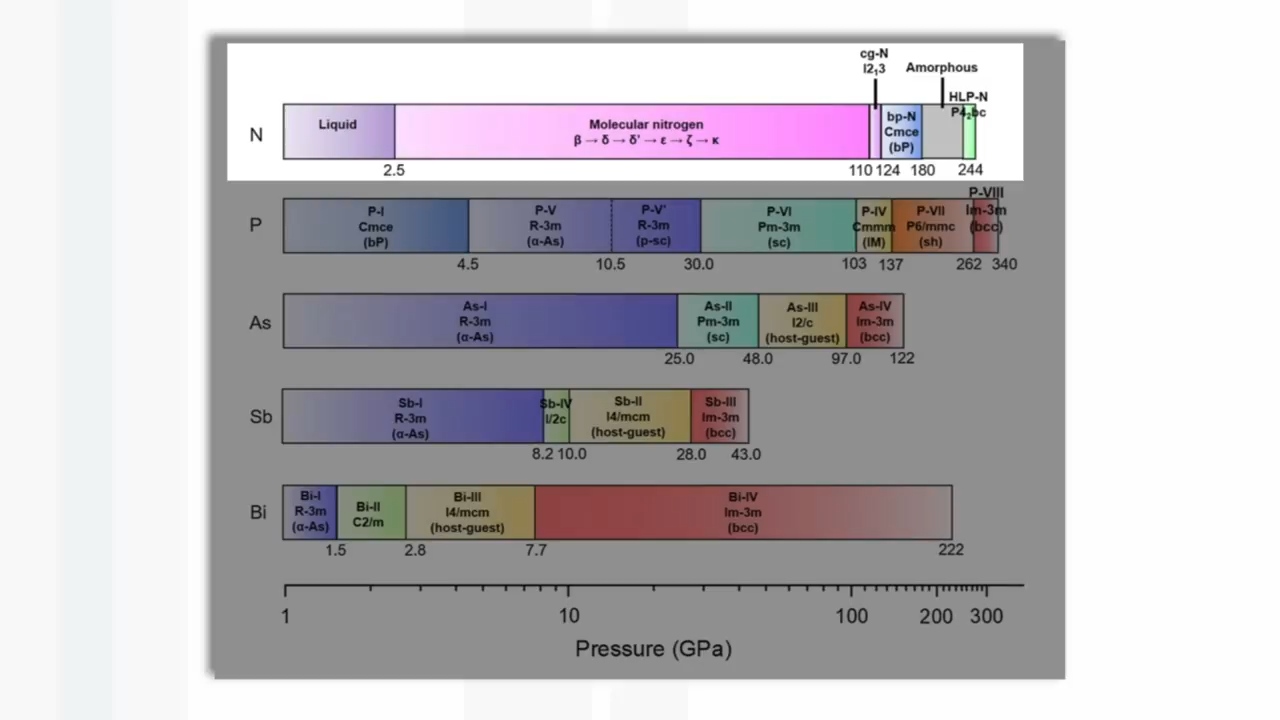 cg-N
I2₁3
Amorphous
HLP-N
P4₂bc
N
Liquid
Molecular nitrogen
β → δ → δ' → ε → ζ → κ
bp-N
Cmce
(bP)
2.5 110 124 180 244
P
P-I
Cmce
(bP)
P-V
R-3m
(α-As)
P-V'
R-3m
(p-sc)
P-VI
Pm-3m
(sc)
P-IV
Cmmm
(IM)
P-VII
P6/mmc
(sh)
P-VIII
Im-3m
(bcc)
4.5 10.5 30.0 103 137 262 340
As
As-I
R-3m
(α-As)
As-II
Pm-3m
(sc)
As-III
I2/c
(host-guest)
As-IV
Im-3m
(bcc)
25.0 48.0 97.0 122
Sb
Sb-I
R-3m
(α-As)
Sb-IV
I/2c
Sb-II
I4/mcm
(host-guest)
Sb-III
Im-3m
(bcc)
8.2 10.0 28.0 43.0
Bi
Bi-I
R-3m
(α-As)
Bi-II
C2/m
Bi-III
I4/mcm
(host-guest)
Bi-IV
Im-3m
(bcc)
1.5 2.8 7.7 222
1 10 100 200 300
Pressure (GPa)